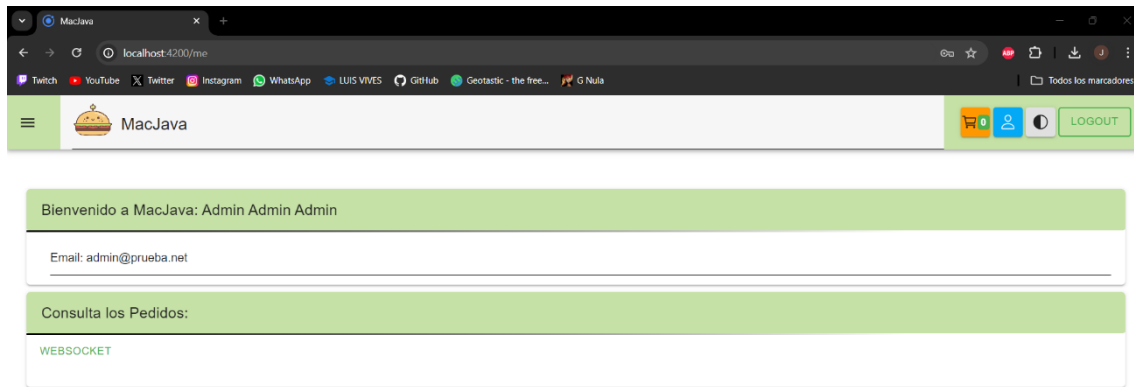 MacJava
localhost:4200/me
ABP
J
Twitch YouTube Twitter Instagram WhatsApp LUIS VIVES GitHub Geotastic - the free... G Nula Todos los marcadores
MacJava 0 LOGOUT
Bienvenido a MacJava: Admin Admin Admin
Email: admin@prueba.net
Consulta los Pedidos:
WEBSOCKET